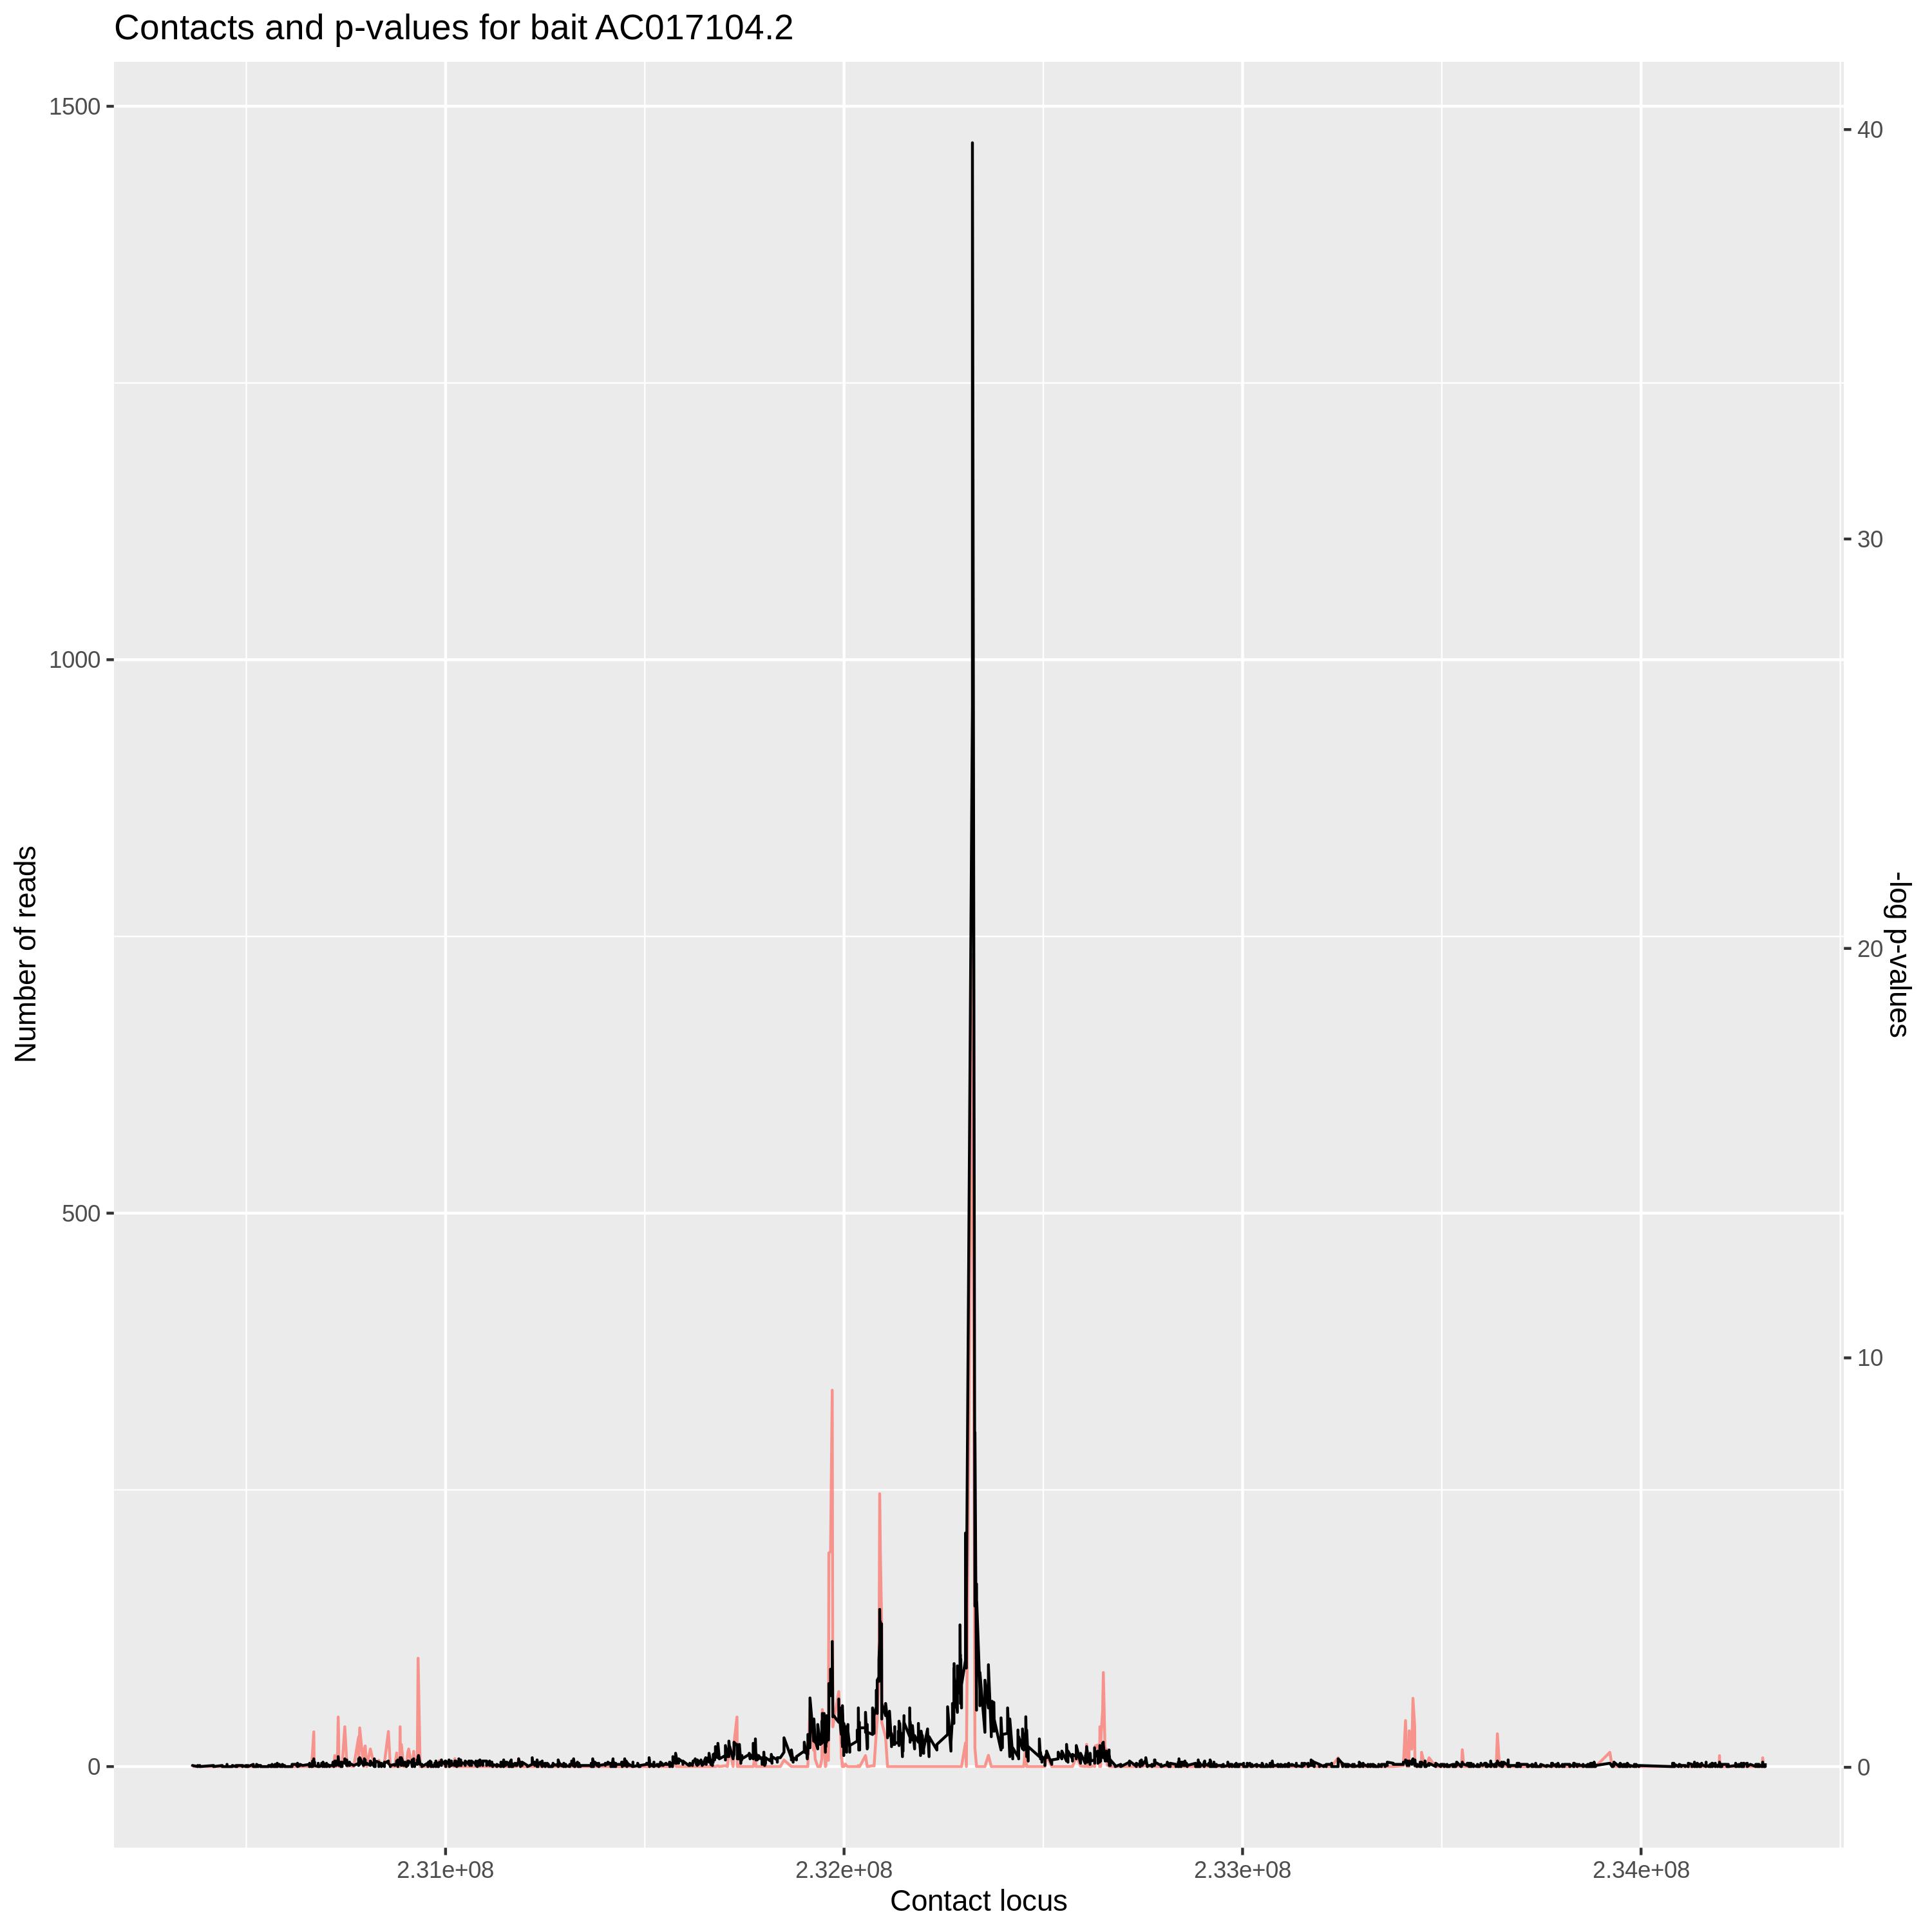 Contacts and p-values for bait AC017104.2
1500
1000
500
0
Number of reads
40
30
20
10
0
-log p-values
2.31e+08
2.32e+08
2.33e+08
2.34e+08
Contact locus